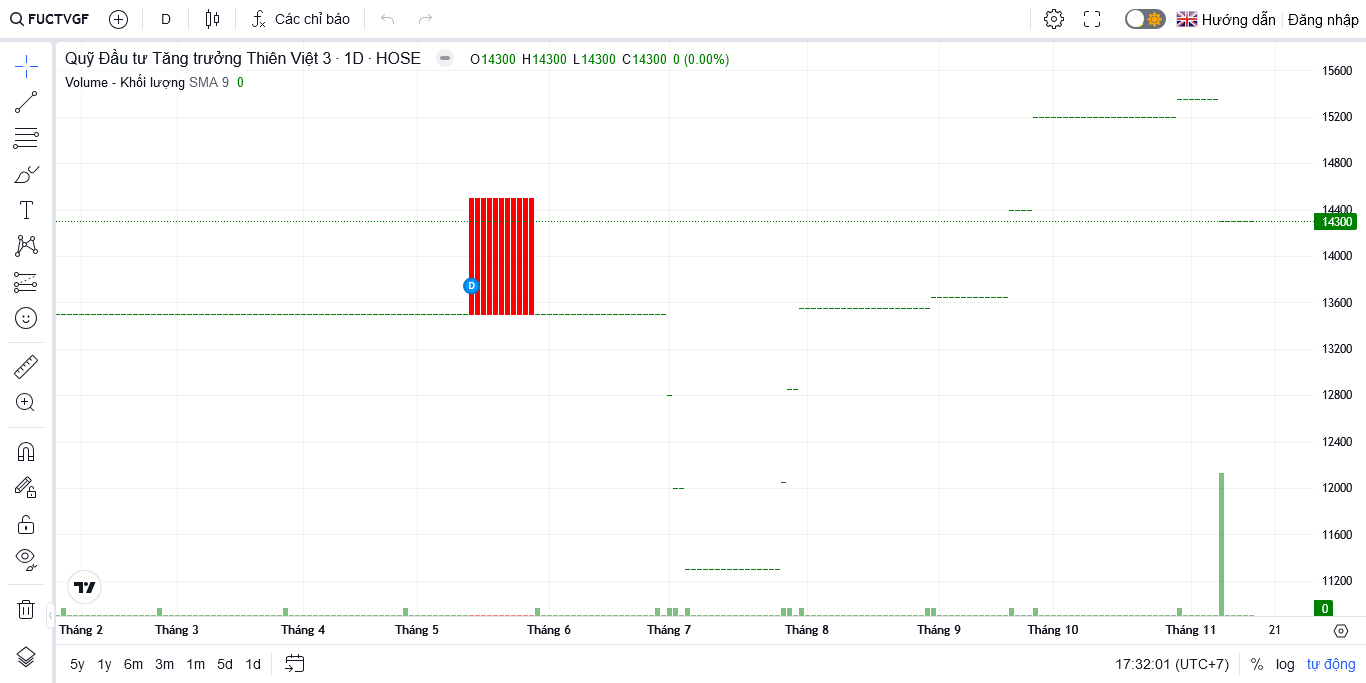 FUCTVGF D Các chỉ báo Hướng dẫn Đăng nhập
Quỹ Đầu tư Tăng trưởng Thiên Việt 3 · 1D · HOSE O14300 H14300 L14300 C14300 0 (0.00%)
Volume - Khối lượng SMA 9 0
15600
15200
14800
14400
14300
14000
13600
13200
12800
12400
12000
11600
11200
0
D
Tháng 2 Tháng 3 Tháng 4 Tháng 5 Tháng 6 Tháng 7 Tháng 8 Tháng 9 Tháng 10 Tháng 11 21
5y 1y 6m 3m 1m 5d 1d 17:32:01 (UTC+7) % log tự động